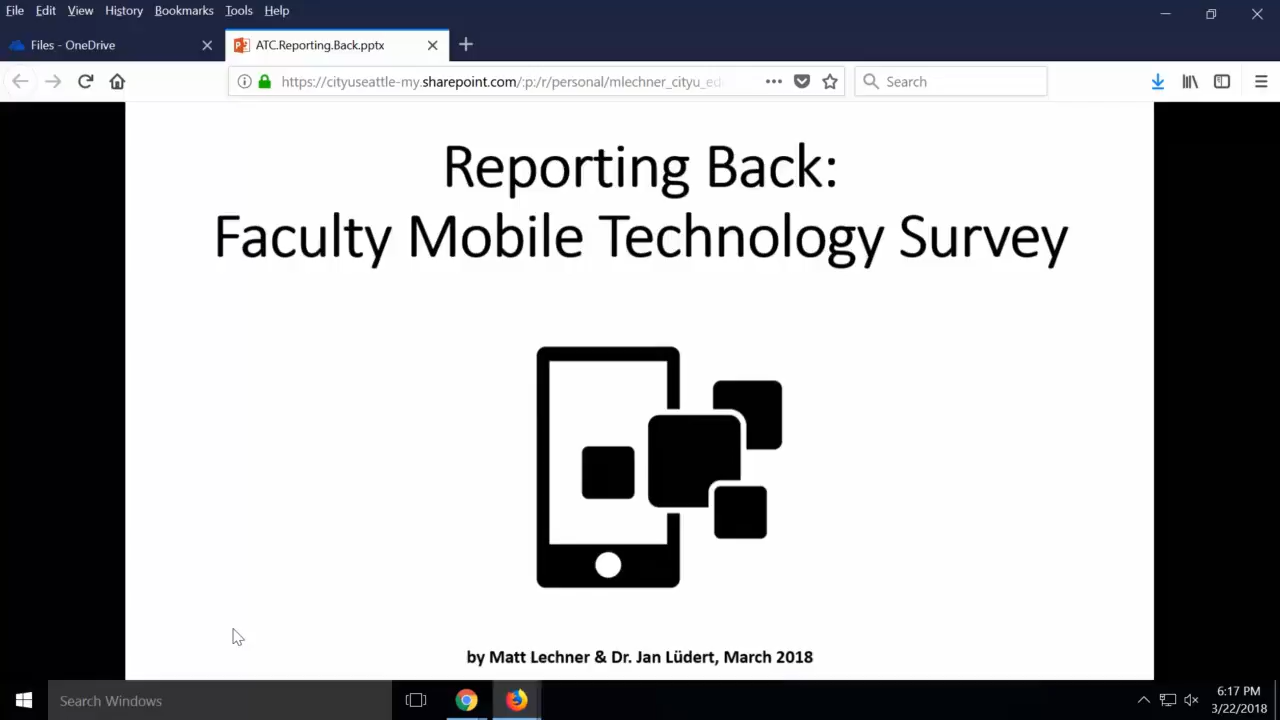 File Edit View History Bookmarks Tools Help
Files - OneDrive
ATC.Reporting.Back.pptx
https://cityuseattle-my.sharepoint.com/:p:/r/personal/mlechner_cityu_ed
Search
Reporting Back:
Faculty Mobile Technology Survey
by Matt Lechner & Dr. Jan Lüdert, March 2018
Search Windows
6:17 PM
3/22/2018